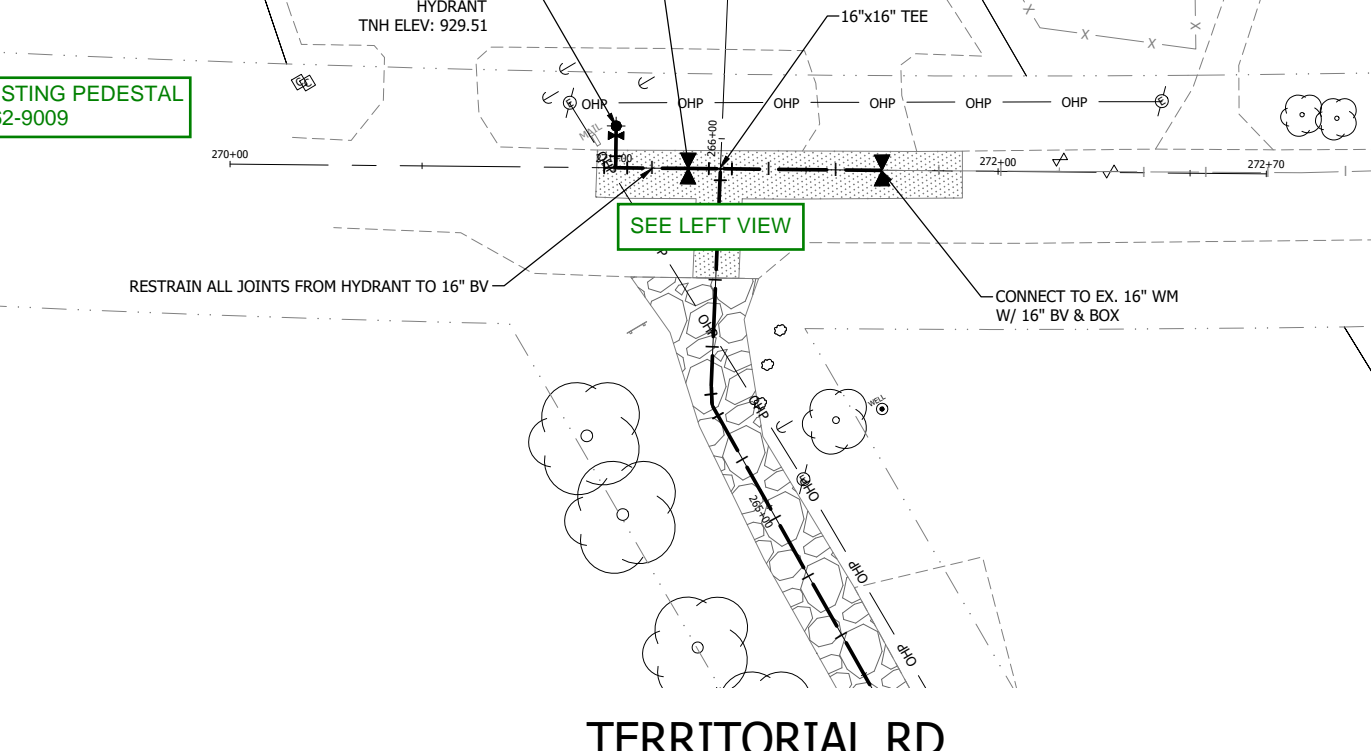 HYDRANT
TNH ELEV: 929.51
16"x16" TEE
STING PEDESTAL
62-9009
OHP
OHP
OHP
OHP
OHP
OHP
MAIL
X
X
X
X
E
E
270+00
266+00
272+00
272+70
SEE LEFT VIEW
RESTRAIN ALL JOINTS FROM HYDRANT TO 16" BV
CONNECT TO EX. 16" WM
W/ 16" BV & BOX
OHP
OHP
WELL
OHP
265+00
OHP
OHP
TERRITORIAL RD